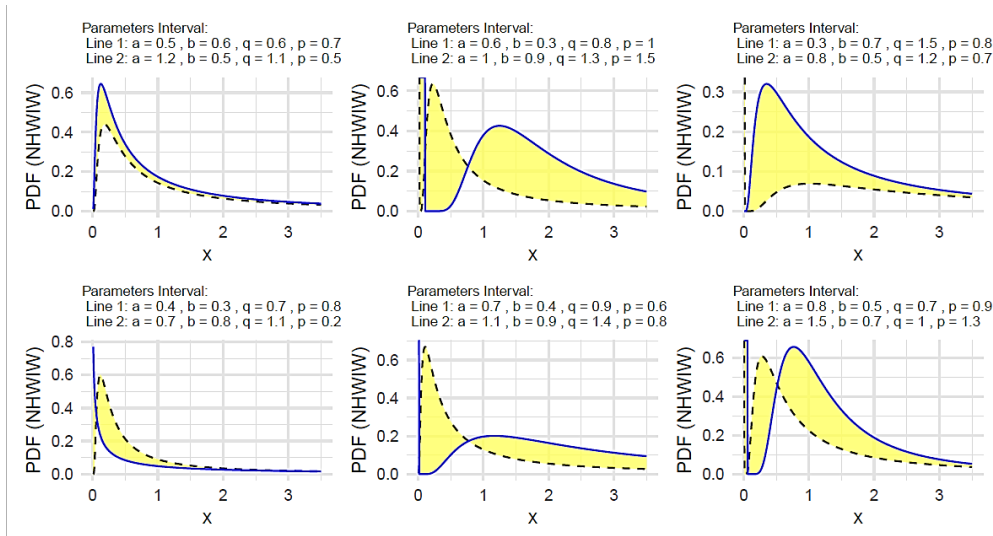 Parameters Interval:
Line 1: a = 0.5 , b = 0.6 , q = 0.6 , p = 0.7
Line 2: a = 1.2 , b = 0.5 , q = 1.1 , p = 0.5
PDF (NHWIW)
0.6
0.4
0.2
0.0
0 1 2 3
X
Parameters Interval:
Line 1: a = 0.6 , b = 0.3 , q = 0.8 , p = 1
Line 2: a = 1 , b = 0.9 , q = 1.3 , p = 1.5
PDF (NHWIW)
0.6
0.4
0.2
0.0
0 1 2 3
X
Parameters Interval:
Line 1: a = 0.3 , b = 0.7 , q = 1.5 , p = 0.8
Line 2: a = 0.8 , b = 0.5 , q = 1.2 , p = 0.7
PDF (NHWIW)
0.3
0.2
0.1
0.0
0 1 2 3
X
Parameters Interval:
Line 1: a = 0.4 , b = 0.3 , q = 0.7 , p = 0.8
Line 2: a = 0.7 , b = 0.8 , q = 1.1 , p = 0.2
PDF (NHWIW)
0.8
0.6
0.4
0.2
0.0
0 1 2 3
X
Parameters Interval:
Line 1: a = 0.7 , b = 0.4 , q = 0.9 , p = 0.6
Line 2: a = 1.1 , b = 0.9 , q = 1.4 , p = 0.8
PDF (NHWIW)
0.6
0.4
0.2
0.0
0 1 2 3
X
Parameters Interval:
Line 1: a = 0.8 , b = 0.5 , q = 0.7 , p = 0.9
Line 2: a = 1.5 , b = 0.7 , q = 1 , p = 1.3
PDF (NHWIW)
0.6
0.4
0.2
0.0
0 1 2 3
X